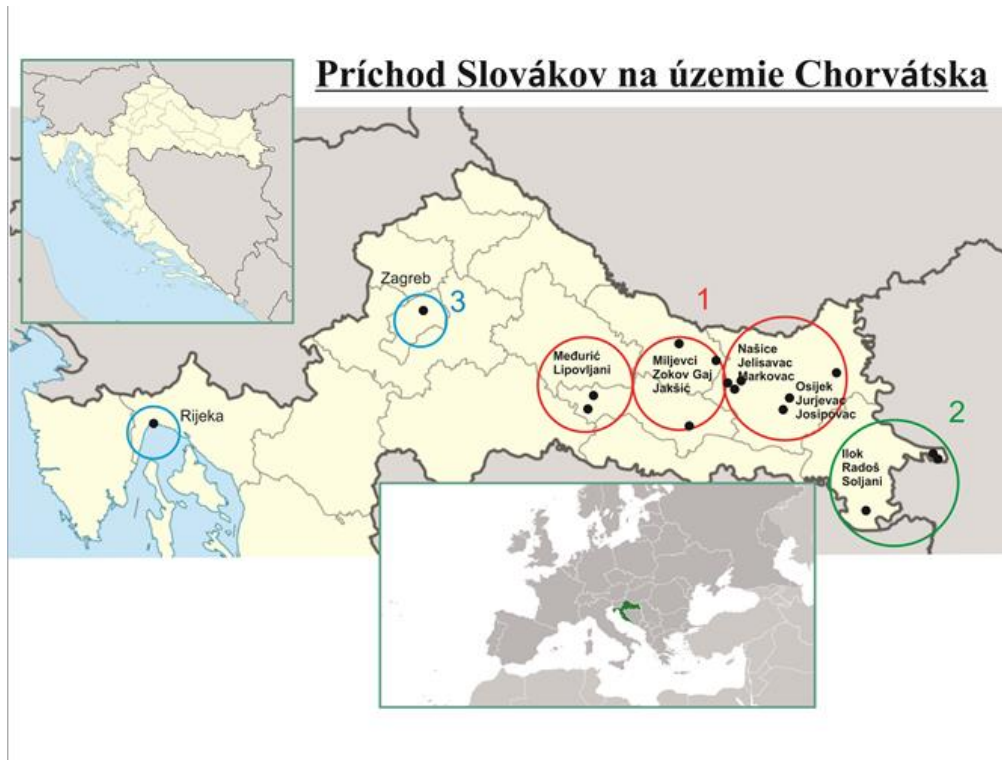 Príchod Slovákov na územie Chorvátska
Zagreb
3
1
Međurić
Lipovljani
Miljevci
Zokov Gaj
Jakšić
Našice
Jelisavac
Markovac
Osijek
Jurjevac
Josipovac
Rijeka
2
Ilok
Radoš
Soljani